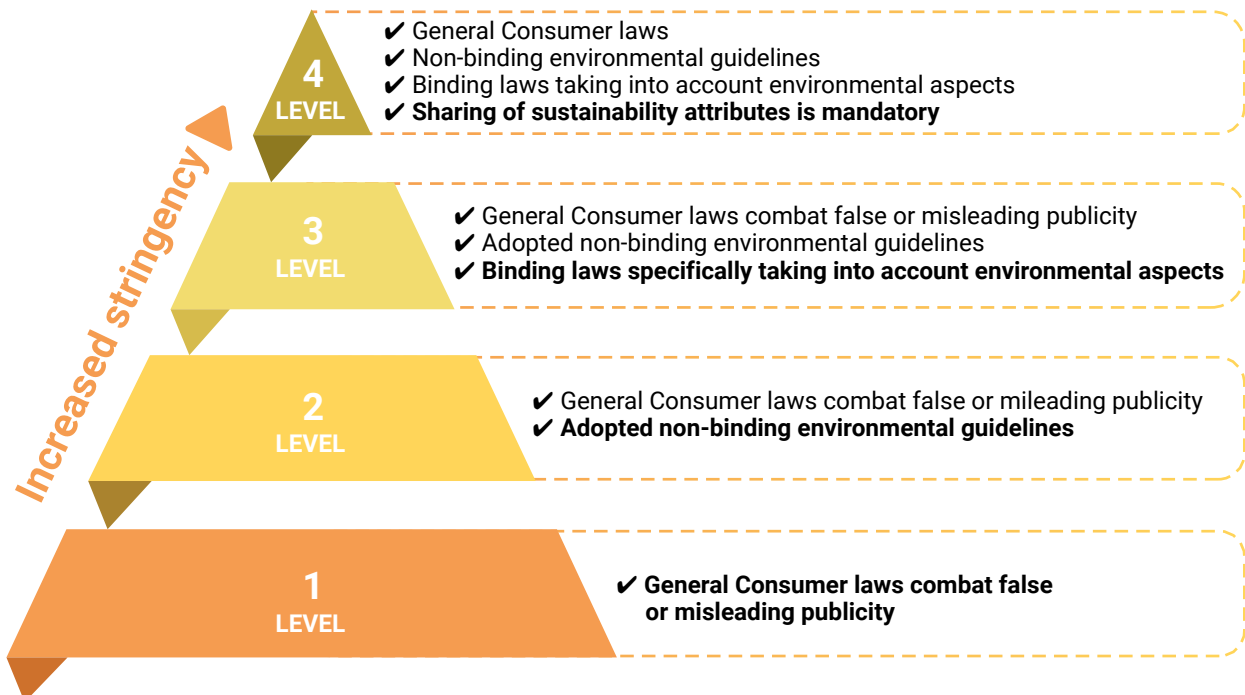 4
LEVEL
✔ General Consumer laws
✔ Non-binding environmental guidelines
✔ Binding laws taking into account environmental aspects
✔ Sharing of sustainability attributes is mandatory
Increased stringency
3
LEVEL
✔ General Consumer laws combat false or misleading publicity
✔ Adopted non-binding environmental guidelines
✔ Binding laws specifically taking into account environmental aspects
2
LEVEL
✔ General Consumer laws combat false or mileading publicity
✔ Adopted non-binding environmental guidelines
1
LEVEL
✔ General Consumer laws combat false
or misleading publicity